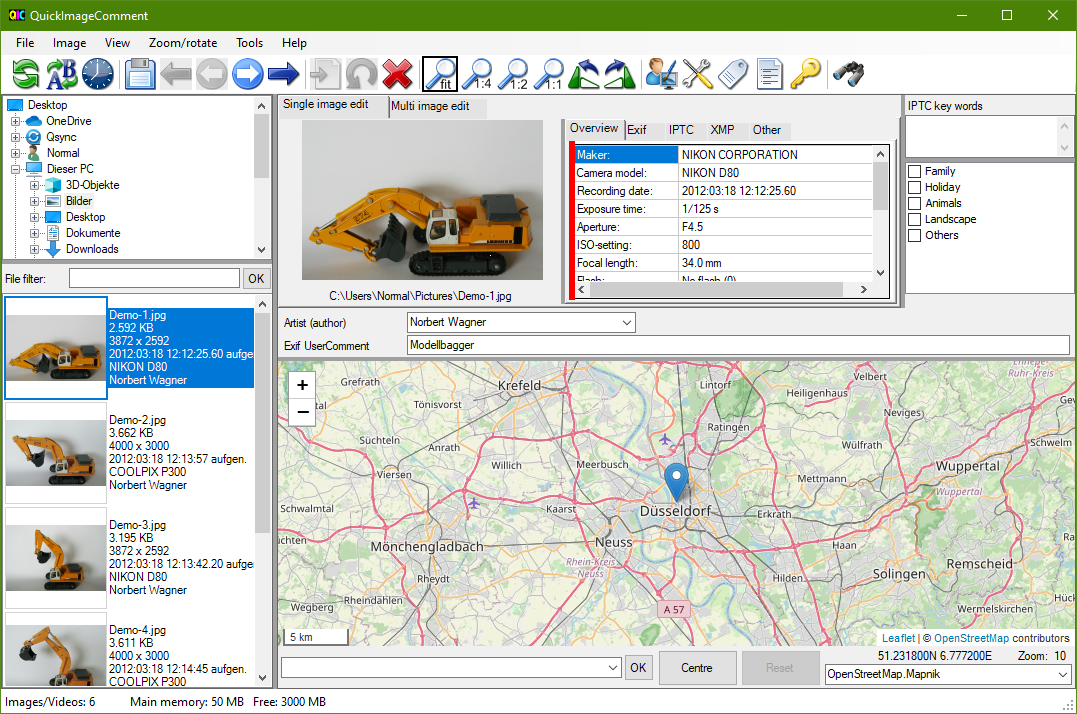 QuickImageComment
File Image View Zoom/rotate Tools Help
fit 1:4 1:2 1:1
Desktop
OneDrive
Qsync
Normal
Dieser PC
3D-Objekte
Bilder
Desktop
Dokumente
Downloads
File filter: OK
Demo-1.jpg
2.592 KB
3872 x 2592
2012:03:18 12:12:25.60 aufge
NIKON D80
Norbert Wagner
Demo-2.jpg
3.662 KB
4000 x 3000
2012:03:18 12:13:57 aufgen.
COOLPIX P300
Norbert Wagner
Demo-3.jpg
3.195 KB
3872 x 2592
2012:03:18 12:13:42.20 aufge
NIKON D80
Norbert Wagner
Demo-4.jpg
3.611 KB
4000 x 3000
2012:03:18 12:14:45 aufgen.
COOLPIX P300
Single image edit Multi image edit
C:\Users\Normal\Pictures\Demo-1.jpg
Overview Exif IPTC XMP Other
Maker: NIKON CORPORATION
Camera model: NIKON D80
Recording date: 2012:03:18 12:12:25.60
Exposure time: 1/125 s
Aperture: F4.5
ISO-setting: 800
Focal length: 34.0 mm
Flash: No flash (0)
IPTC key words
Family
Holiday
Animals
Landscape
Others
Artist (author) Norbert Wagner
Exif UserComment Modellbagger
+
−
Grefrath
Krefeld
Lintorf
Velbert
Ruhr-Kreis
Heiligenhaus
Tönisvorst
Neviges
Ratingen
Süchteln
Anrath
Wülfrath
Schwelm
Viersen
Willich
Meerbusch
Mettmann
Wuppertal
Wuppertal
Schwalmtal
Kaarst
Düsseldorf
Erkrath
Neuss
Haan
Mönchengladbach
Rhein-Kreis
Neuss
Remscheid
Rheydt
Hilden
Solingen
Rheindahlen
Wegberg
A 57
Wermelskirchen
5 km
Leaflet | © OpenStreetMap contributors
OK Centre Reset
51.231800N 6.777200E Zoom: 10
OpenStreetMap.Mapnik
Images/Videos: 6 Main memory: 50 MB Free: 3000 MB